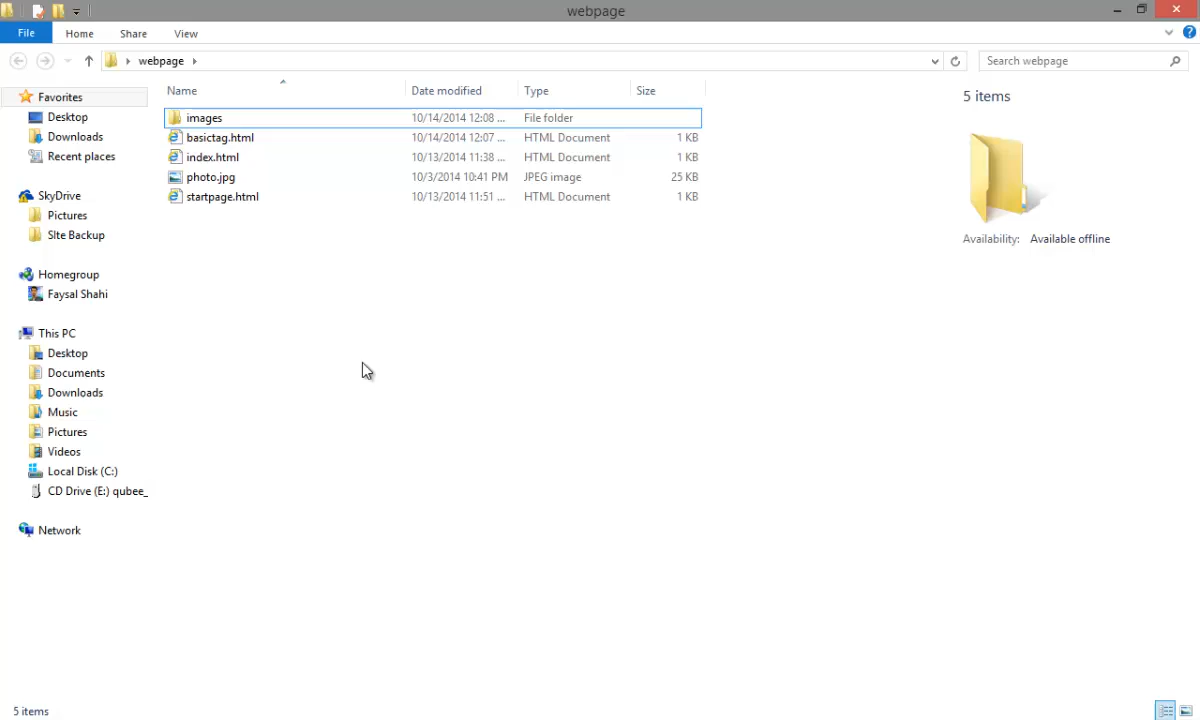 webpage
File Home Share View
webpage Search webpage
Name Date modified Type Size
images 10/14/2014 12:08 ... File folder
basictag.html 10/14/2014 12:07 ... HTML Document 1 KB
index.html 10/13/2014 11:38 ... HTML Document 1 KB
photo.jpg 10/3/2014 10:41 PM JPEG image 25 KB
startpage.html 10/13/2014 11:51 ... HTML Document 1 KB
Favorites
Desktop
Downloads
Recent places
SkyDrive
Pictures
SIte Backup
Homegroup
Faysal Shahi
This PC
Desktop
Documents
Downloads
Music
Pictures
Videos
Local Disk (C:)
CD Drive (E:) qubee_
Network
5 items
Availability: Available offline
5 items